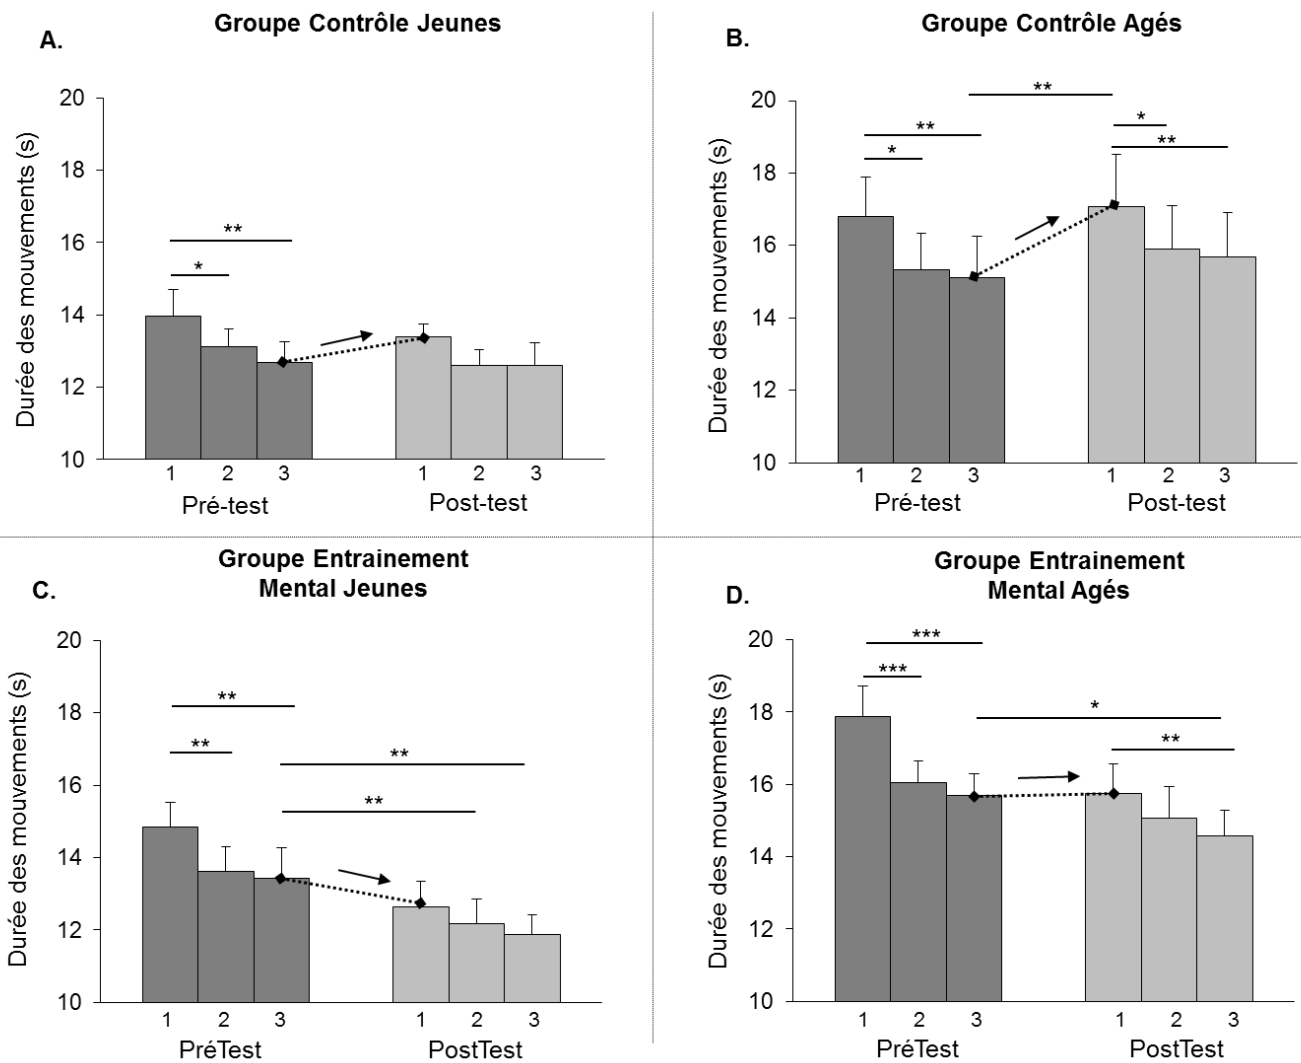 Groupe Contrôle Jeunes
A.
Durée des mouvements (s)
20
18
16
14
12
10
**
*
1 2 3 1 2 3
Pré-test Post-test
Groupe Contrôle Agés
B.
Durée des mouvements (s)
20
18
16
14
12
10
**
**
*
*
**
1 2 3 1 2 3
Pré-test Post-test
Groupe Entrainement
Mental Jeunes
C.
Durée des mouvements (s)
20
18
16
14
12
10
**
**
**
**
1 2 3 1 2 3
PréTest PostTest
Groupe Entrainement
Mental Agés
D.
Durée des mouvements (s)
20
18
16
14
12
10
***
***
*
**
1 2 3 1 2 3
PréTest PostTest